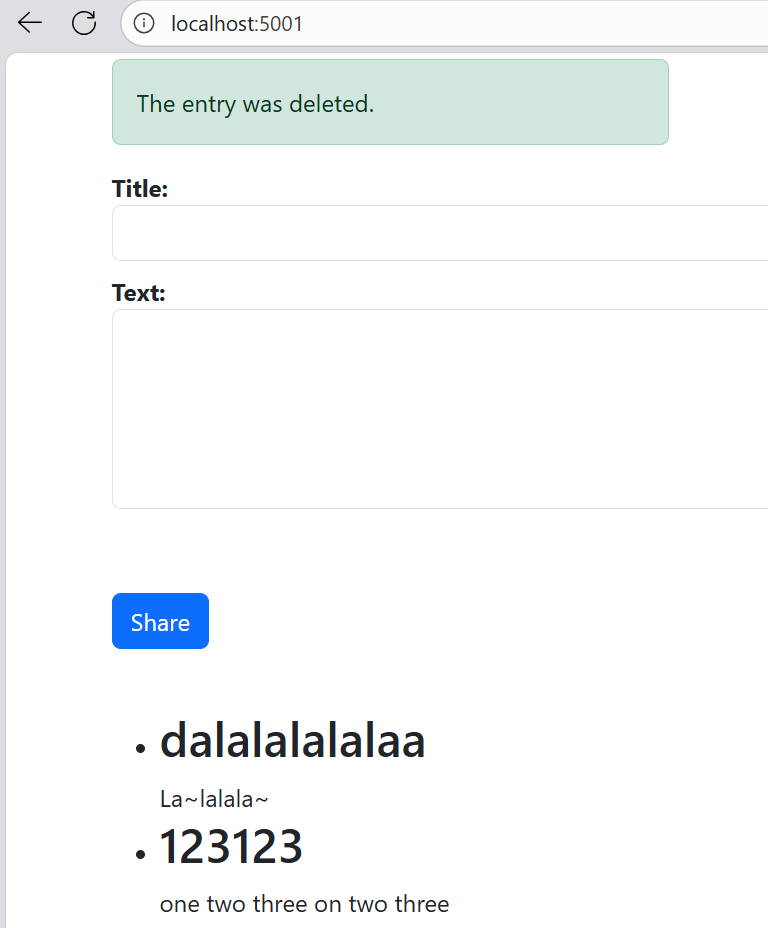 localhost:5001
The entry was deleted.
Title:
Text:
Share
dalalalalalaa
La~lalala~
123123
one two three on two three